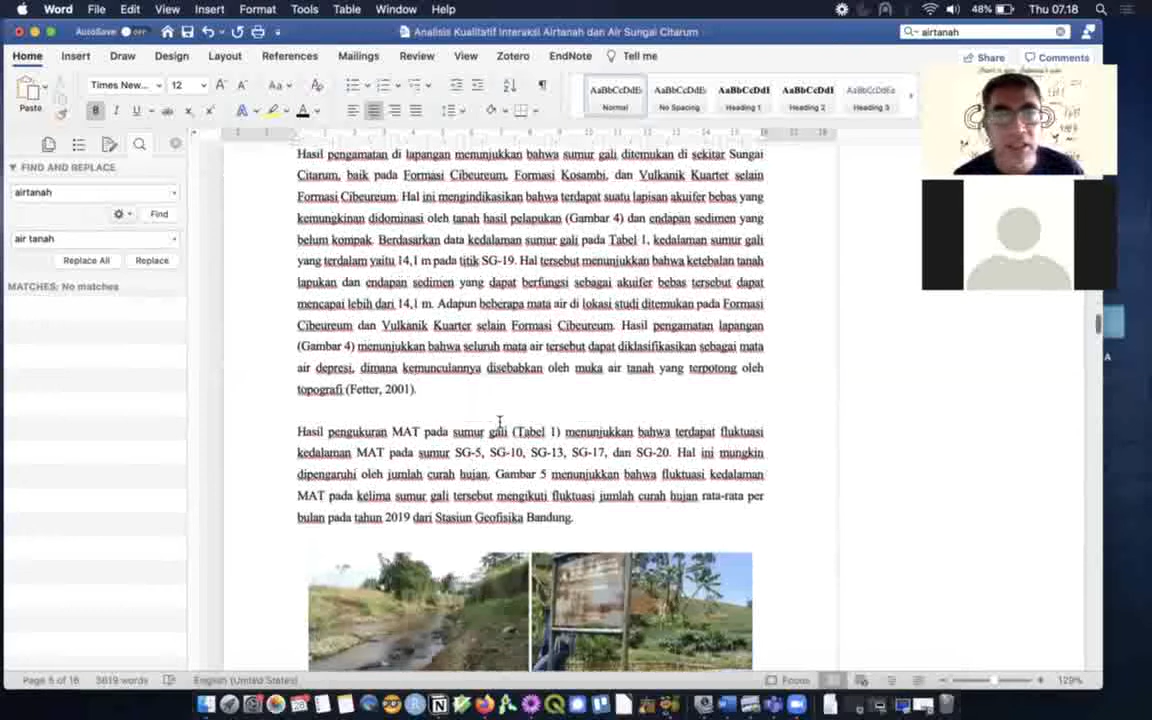 Word File Edit View Insert Format Tools Table Window Help 48% Thu 07.18
AutoSave OFF Analisis Kualitatif Interaksi Airtanah dan Air Sungai Citarum airtanah
Home Insert Draw Design Layout References Mailings Review View Zotero EndNote Tell me Share Comments
Paste Times New... 12 AaBbCcDdEe AaBbCcDdEe AaBbCcDdE AaBbCcDdE AaBbCcDdE
Normal No Spacing Heading 1 Heading 2 Heading 3
FIND AND REPLACE
airtanah
Find
air tanah
Replace All Replace
MATCHES: No matches
Hasil pengamatan di lapangan menunjukkan bahwa sumur gali ditemukan di sekitar Sungai
Citarum, baik pada Formasi Cibeureum, Formasi Kosambi, dan Vulkanik Kuarter selain
Formasi Cibeureum. Hal ini mengindikasikan bahwa terdapat suatu lapisan akuifer bebas yang
kemungkinan didominasi oleh tanah hasil pelapukan (Gambar 4) dan endapan sedimen yang
belum kompak. Berdasarkan data kedalaman sumur gali pada Tabel 1, kedalaman sumur gali
yang terdalam yaitu 14,1 m pada titik SG-19. Hal tersebut menunjukkan bahwa ketebalan tanah
lapukan dan endapan sedimen yang dapat berfungsi sebagai akuifer bebas tersebut dapat
mencapai lebih dari 14,1 m. Adapun beberapa mata air di lokasi studi ditemukan pada Formasi
Cibeureum dan Vulkanik Kuarter selain Formasi Cibeureum. Hasil pengamatan lapangan
(Gambar 4) menunjukkan bahwa seluruh mata air tersebut dapat diklasifikasikan sebagai mata
air depresi, dimana kemunculannya disebabkan oleh muka air tanah yang terpotong oleh
topografi (Fetter, 2001).
Hasil pengukuran MAT pada sumur gali (Tabel 1) menunjukkan bahwa terdapat fluktuasi
kedalaman MAT pada sumur SG-5, SG-10, SG-13, SG-17, dan SG-20. Hal ini mungkin
dipengaruhi oleh jumlah curah hujan. Gambar 5 menunjukkan bahwa fluktuasi kedalaman
MAT pada kelima sumur gali tersebut mengikuti fluktuasi jumlah curah hujan rata-rata per
bulan pada tahun 2019 dari Stasiun Geofisika Bandung.
Page 5 of 16 3619 words English (United States) Focus 129%